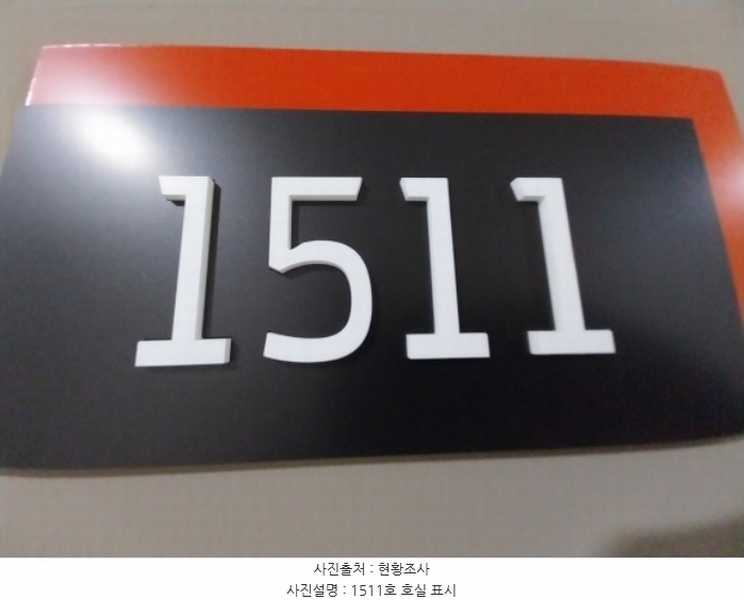 1511
사진출처 : 현황조사
사진설명 : 1511호 호실 표시